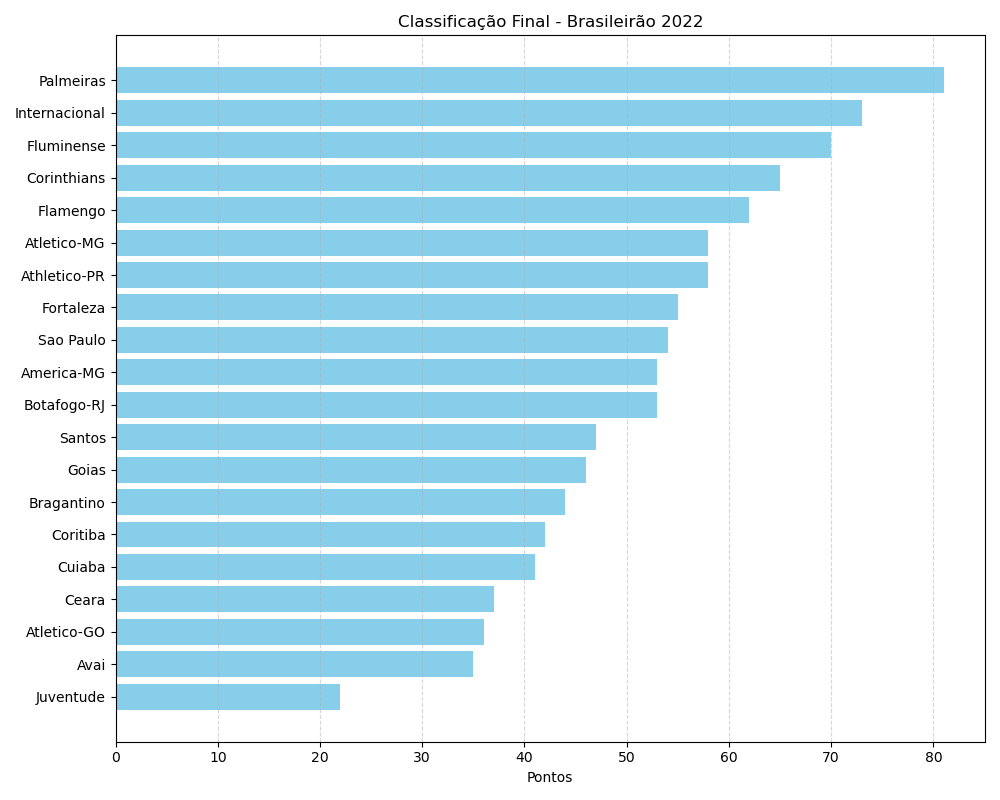 Classificação Final - Brasileirão 2022
Palmeiras
Internacional
Fluminense
Corinthians
Flamengo
Atletico-MG
Athletico-PR
Fortaleza
Sao Paulo
America-MG
Botafogo-RJ
Santos
Goias
Bragantino
Coritiba
Cuiaba
Ceara
Atletico-GO
Avai
Juventude
0 10 20 30 40 50 60 70 80
Pontos